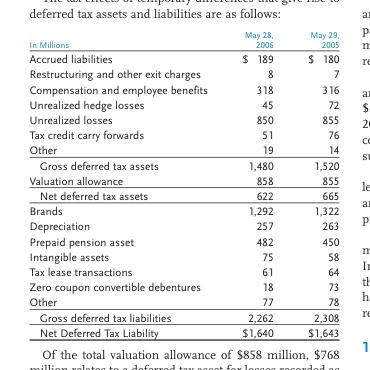 deferred tax assets and liabilities are as follows:
May 28, May 29,
In Millions 2006 2005
Accrued liabilities $ 189 $ 180
Restructuring and other exit charges 8 7
Compensation and employee benefits 318 316
Unrealized hedge losses 45 72
Unrealized losses 850 855
Tax credit carry forwards 51 76
Other 19 14
Gross deferred tax assets 1,480 1,520
Valuation allowance 858 855
Net deferred tax assets 622 665
Brands 1,292 1,322
Depreciation 257 263
Prepaid pension asset 482 450
Intangible assets 75 58
Tax lease transactions 61 64
Zero coupon convertible debentures 18 73
Other 77 78
Gross deferred tax liabilities 2,262 2,308
Net Deferred Tax Liability $1,640 $1,643
Of the total valuation allowance of $858 million, $768